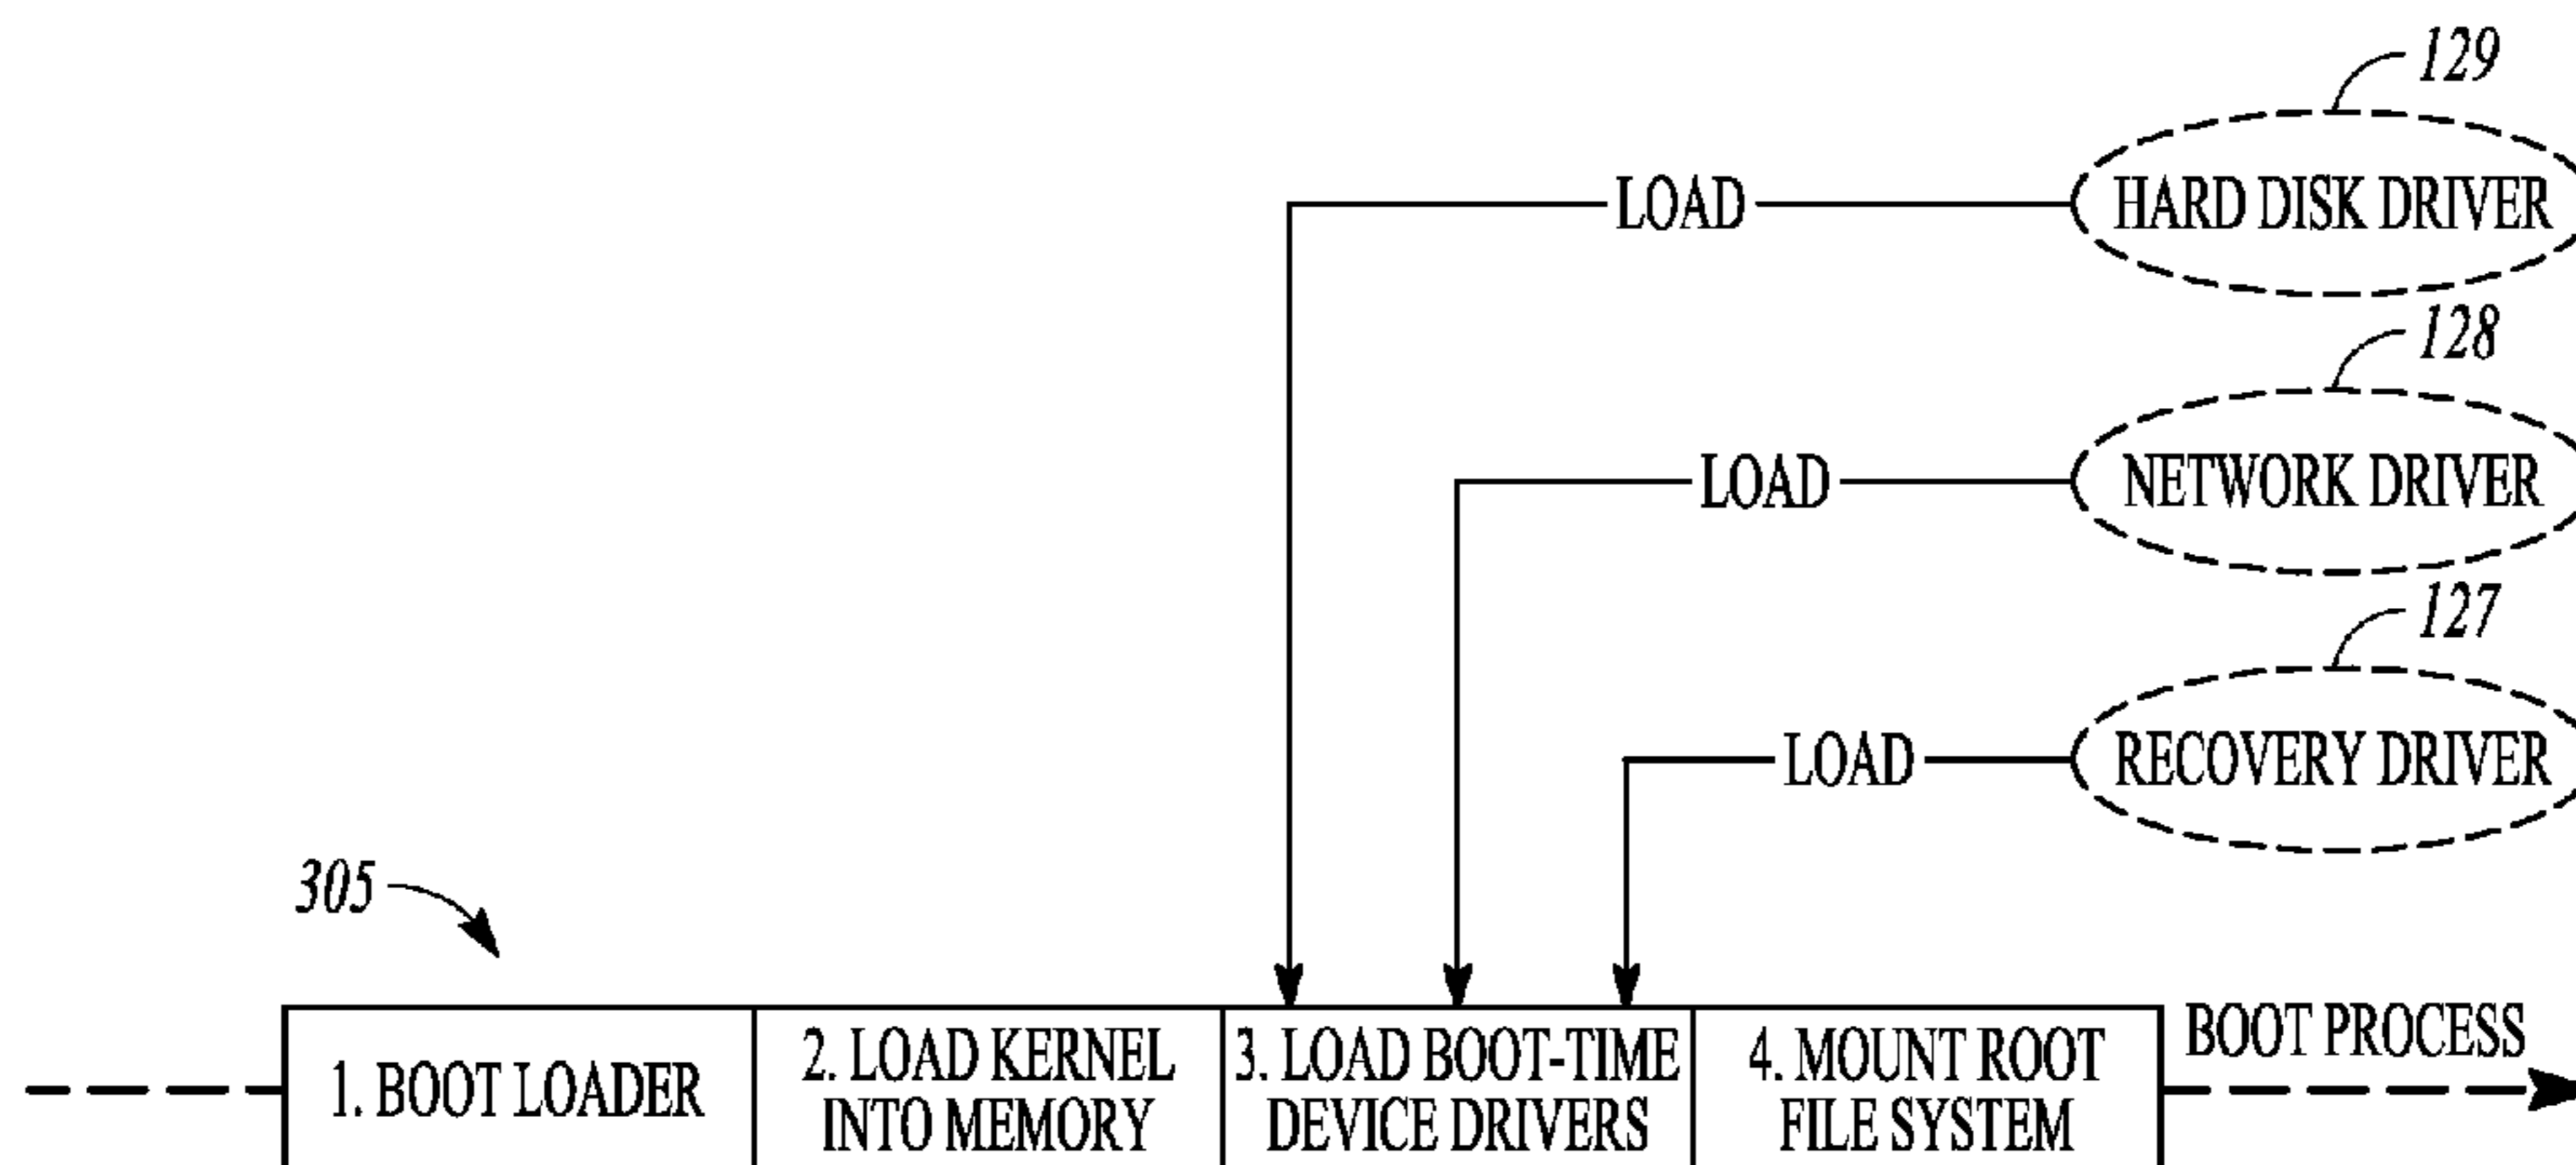 129
LOAD HARD DISK DRIVER
128
LOAD NETWORK DRIVER
127
LOAD RECOVERY DRIVER
305
1. BOOT LOADER
2. LOAD KERNEL
INTO MEMORY
3. LOAD BOOT-TIME
DEVICE DRIVERS
4. MOUNT ROOT
FILE SYSTEM
BOOT PROCESS